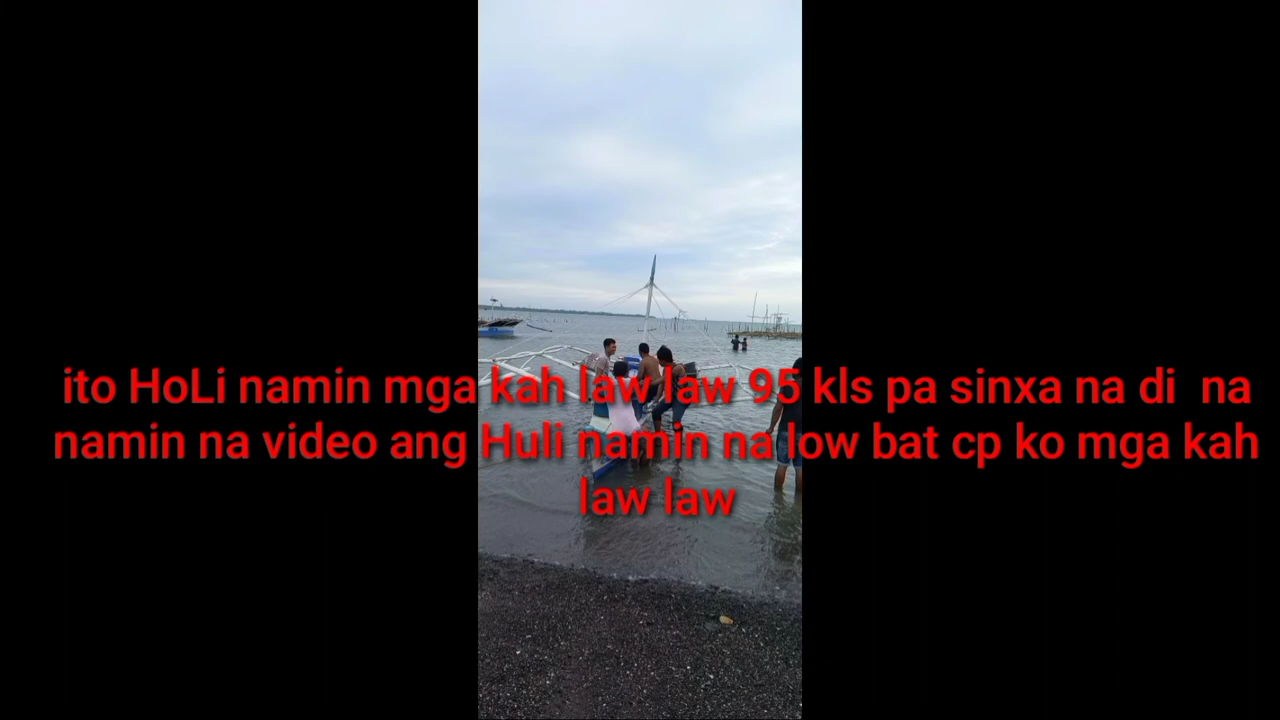 ito HoLi namin mga kah law law 95 kls pa sinxa na di na
namin na video ang Huli namin na low bat cp ko mga kah
law law